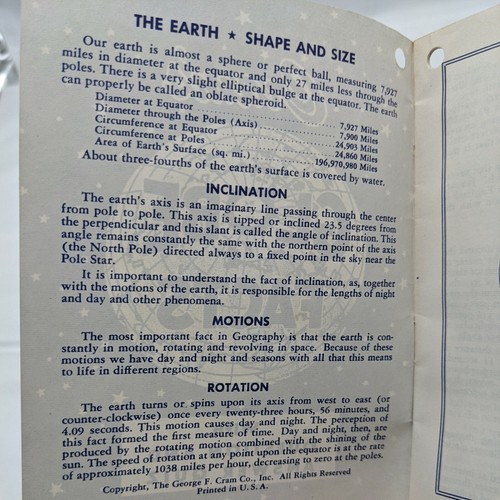 THE EARTH ★ SHAPE AND SIZE
Our earth is almost a sphere or perfect ball, measuring 7,927
miles in diameter at the equator and only 27 miles less through the
poles. There is a very slight elliptical bulge at the equator. The earth
can properly be called an oblate spheroid.
Diameter at Equator ........ 7,927 Miles
Diameter through the Poles (Axis) ........ 7,900 Miles
Circumference at Equator ........ 24,903 Miles
Circumference at Poles ........ 24,860 Miles
Area of Earth's Surface (sq. mi.) ........ 196,970,980 Miles
About three-fourths of the earth's surface is covered by water.
INCLINATION
The earth's axis is an imaginary line passing through the center
from pole to pole. This axis is tipped or inclined 23.5 degrees from
the perpendicular and this slant is called the angle of inclination. This
angle remains constantly the same with the northern point of the axis
(the North Pole) directed always to a fixed point in the sky near the
Pole Star.
It is important to understand the fact of inclination, as, together
with the motions of the earth, it is responsible for the lengths of night
and day and other phenomena.
MOTIONS
The most important fact in Geography is that the earth is con-
stantly in motion, rotating and revolving in space. Because of these
motions we have day and night and seasons with all that this means
to life in different regions.
ROTATION
The earth turns or spins upon its axis from west to east (or
counter-clockwise) once every twenty-three hours, 56 minutes, and
4.09 seconds. This motion causes day and night. The perception of
this fact formed the first measure of time. Day and night, then, are
produced by the rotating motion combined with the shining of the
sun. The speed of rotation at any point upon the equator is at the rate
of approximately 1038 miles per hour, decreasing to zero at the poles.
Copyright, The George F. Cram Co., Inc. All Rights Reserved
Printed in U.S.A.